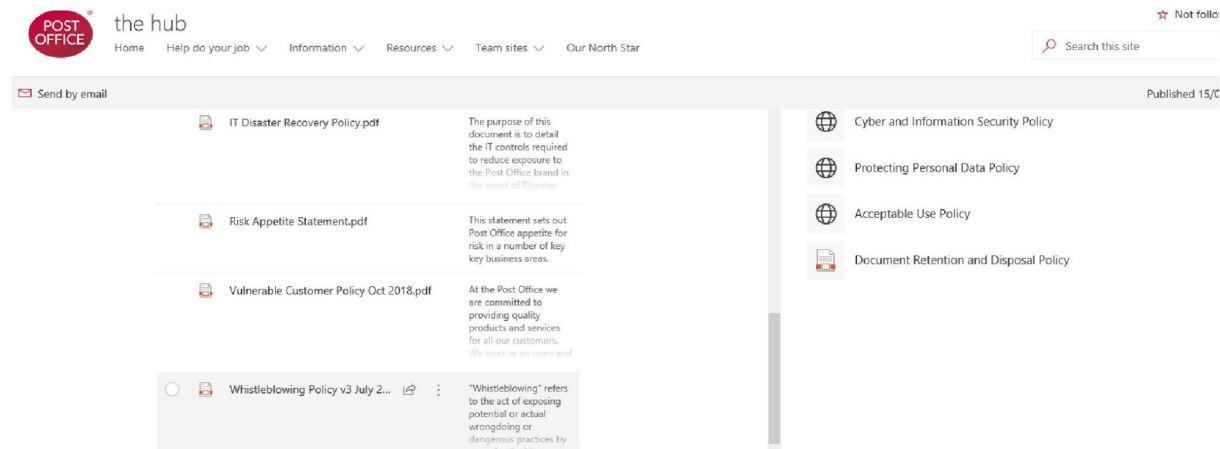 POST OFFICE
the hub
Not follo
Home Help do your job Information Resources Team sites Our North Star
Search this site
Send by email
Published 15/0
IT Disaster Recovery Policy.pdf
The purpose of this
document is to detail
the IT controls required
to reduce exposure to
the Post Office brand in
the event of Disaster
Risk Appetite Statement.pdf
This statement sets out
Post Office appetite for
risk in a number of key
key business areas.
Vulnerable Customer Policy Oct 2018.pdf
At the Post Office we
are committed to
providing quality
products and services
for all our customers.
We work in an open and
Whistleblowing Policy v3 July 2...
"Whistleblowing" refers
to the act of exposing
potential or actual
wrongdoing or
dangerous practices by
Cyber and Information Security Policy
Protecting Personal Data Policy
Acceptable Use Policy
Document Retention and Disposal Policy